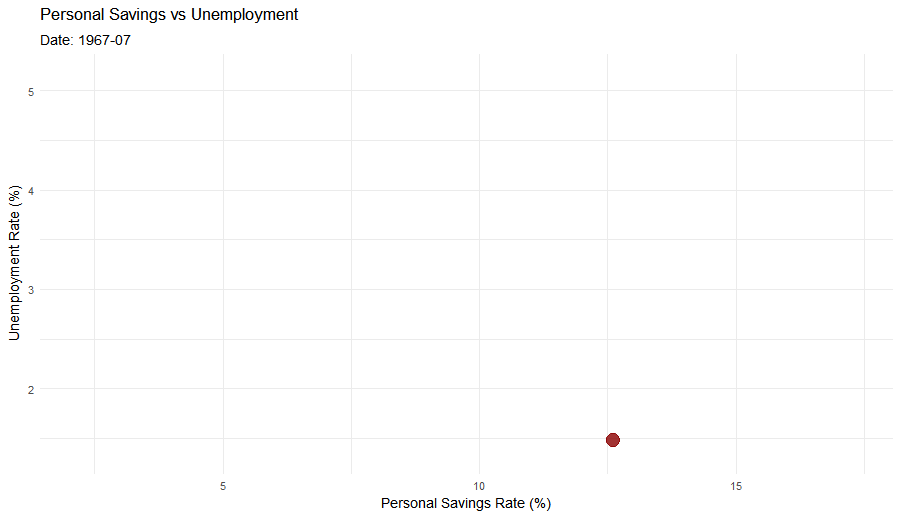 Personal Savings vs Unemployment
Date: 1967-07
Unemployment Rate (%)
5
4
3
2
5
10
15
Personal Savings Rate (%)